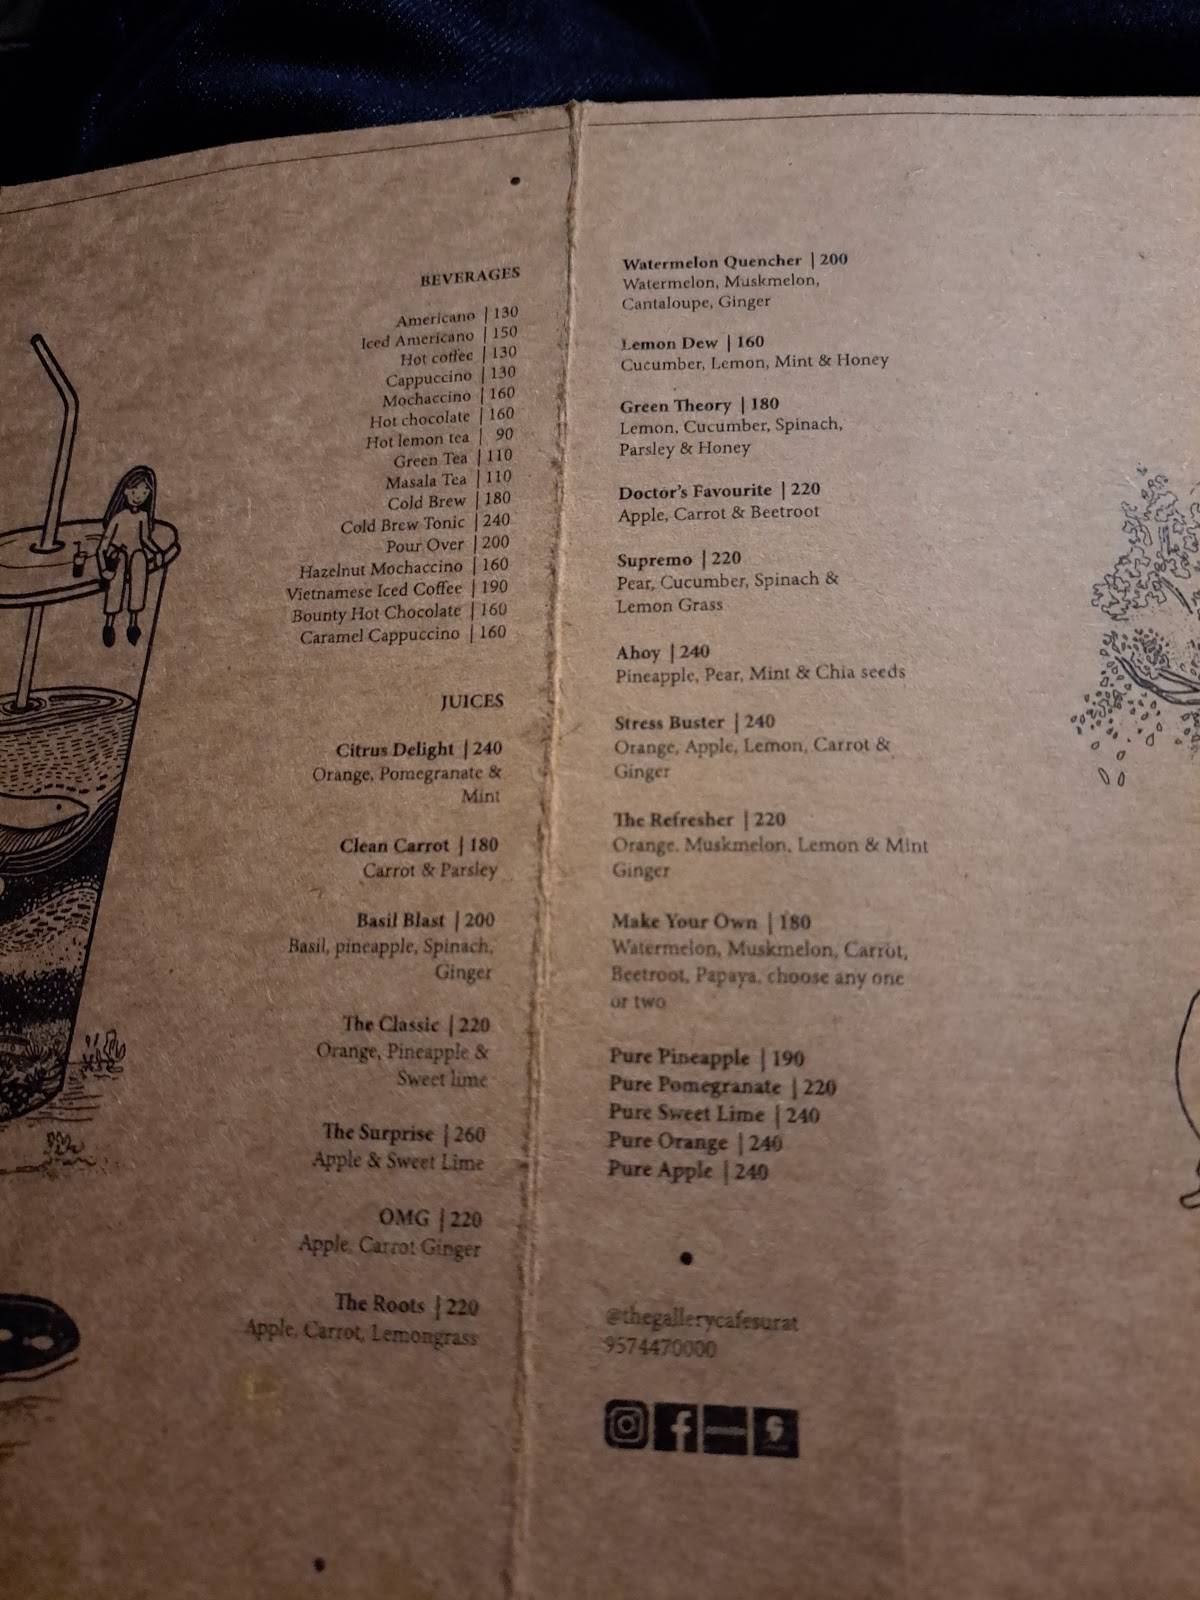 BEVERAGES
Americano | 130
Iced Americano | 150
Hot coffee | 130
Cappuccino | 130
Mochaccino | 160
Hot chocolate | 160
Hot lemon tea | 90
Green Tea | 110
Masala Tea | 110
Cold Brew | 180
Cold Brew Tonic | 240
Pour Over | 200
Hazelnut Mochaccino | 160
Vietnamese Iced Coffee | 190
Bounty Hot Chocolate | 160
Caramel Cappuccino | 160
JUICES
Citrus Delight | 240
Orange, Pomegranate &
Mint
Clean Carrot | 180
Carrot & Parsley
Basil Blast | 200
Basil, pineapple, Spinach,
Ginger
The Classic | 220
Orange, Pineapple &
Sweet lime
The Surprise | 260
Apple & Sweet Lime
OMG | 220
Apple, Carrot Ginger
The Roots | 220
Apple, Carrot, Lemongrass
Watermelon Quencher | 200
Watermelon, Muskmelon,
Cantaloupe, Ginger
Lemon Dew | 160
Cucumber, Lemon, Mint & Honey
Green Theory | 180
Lemon, Cucumber, Spinach,
Parsley & Honey
Doctor's Favourite | 220
Apple, Carrot & Beetroot
Supremo | 220
Pear, Cucumber, Spinach &
Lemon Grass
Ahoy | 240
Pineapple, Pear, Mint & Chia seeds
Stress Buster | 240
Orange, Apple, Lemon, Carrot &
Ginger
The Refresher | 220
Orange. Muskmelon, Lemon & Mint
Ginger
Make Your Own | 180
Watermelon, Muskmelon, Carrot,
Beetroot, Papaya, choose any one
or two
Pure Pineapple | 190
Pure Pomegranate | 220
Pure Sweet Lime | 240
Pure Orange | 240
Pure Apple | 240
@thegallerycafesurat
9574470000